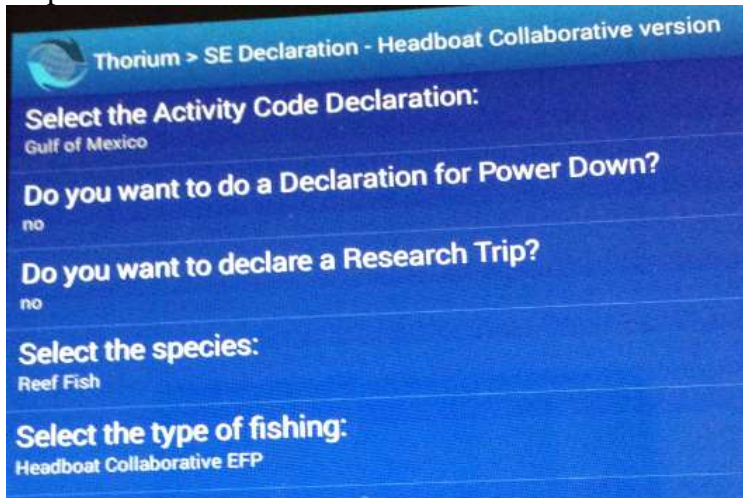 Thorium > SE Declaration - Headboat Collaborative version
Select the Activity Code Declaration:
Gulf of Mexico
Do you want to do a Declaration for Power Down?
no
Do you want to declare a Research Trip?
no
Select the species:
Reef Fish
Select the type of fishing:
Headboat Collaborative EFP